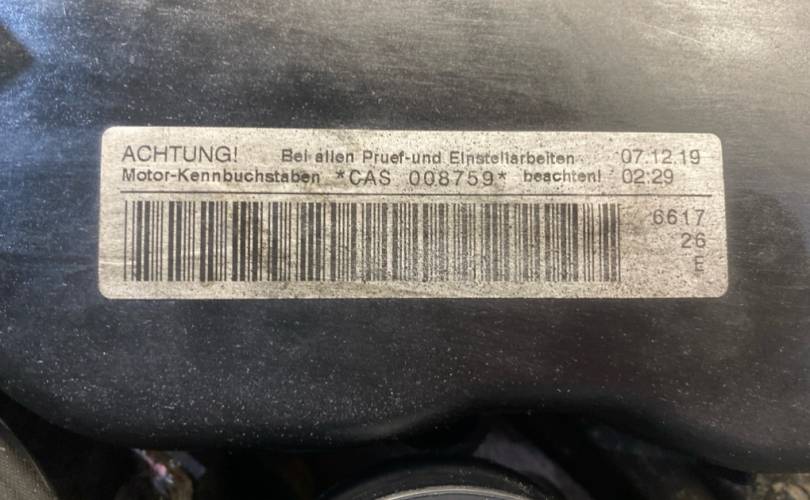 ACHTUNG! Bei allen Pruef-und Einstellarbeiten 07.12.19
Motor-Kennbuchstaben *CAS 008759* beachten! 02:29
6617
26
E